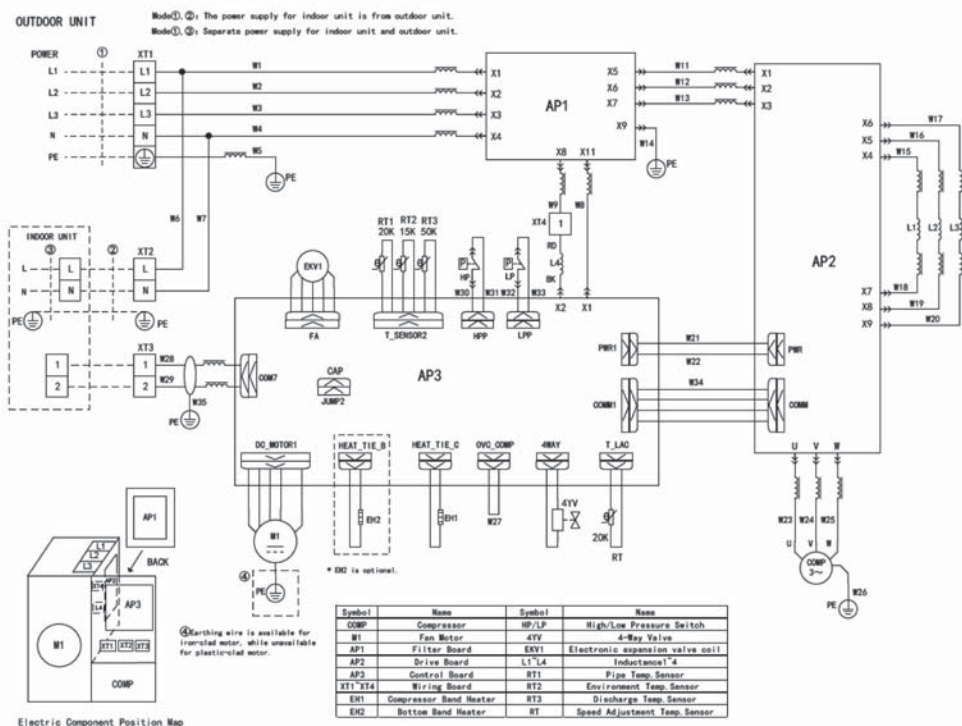 OUTDOOR UNIT
Mode①,②: The power supply for indoor unit is from outdoor unit.
Mode①,③: Separate power supply for indoor unit and outdoor unit.
POWER ① XT1
L1 L1 W1 X1
L2 L2 W2 X2
L3 L3 W3 X3
N N W4 X4
PE W5 PE
AP1
X5 W11 X1
X6 W12 X2
X7 W13 X3
X9 W14 PE
X8 X11
W9 W8
XT4 1
RD
L4
BK
X2 X1
AP2
X6 W17
X5 W16
X4 W15
L1 L2 L3
X7 W18
X8 W19
X9 W20
W6 W7
INDOOR UNIT
③ ② XT2
L L L
N N N
PE PE
XT3
1 1 W28
2 2 W29
W35
PE
COM7
EKV1
FA
RT1 RT2 RT3
20K 15K 50K
T_SENSOR2
P HP
W30 W31
HPP
P LP
W32 W33
LPP
AP3
CAP
JUMP2
PWR1 W21 PWR
W22
COMM1 W34 COMM
DC_MOTOR1
HEAT_TIE_B
HEAT_TIE_C
OVC_COMP
4WAY
T_LAC
M1
④
PE
EH2
* EH2 is optional.
EH1
W27
4YV
20K
RT
U V W
W23 W24 W25
U V W
COMP
3~
W26
PE
AP1
BACK
L1
L2
L3
XT4
AP2
L4
AP3
XT1 XT2 XT3
M1
COMP
Electric Component Position Map
④Earthing wire is available for
iron-clad motor, while unavailable
for plastic-clad motor.
Symbol Name Symbol Name
COMP Compressor HP/LP High/Low Pressure Switch
M1 Fan Motor 4YV 4-Way Valve
AP1 Filter Board EKV1 Electronic expansion valve coil
AP2 Drive Board L1~L4 Inductance1~4
AP3 Control Board RT1 Pipe Temp. Sensor
XT1~XT4 Wiring Board RT2 Environment Temp. Sensor
EH1 Compressor Band Heater RT3 Discharge Temp. Sensor
EH2 Bottom Band Heater RT Speed Adjustment Temp. Sensor